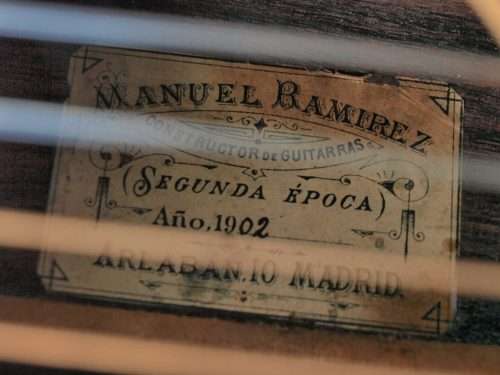 MANUEL RAMIREZ
CONSTRUCTOR DE GUITARRAS
(SEGUNDA ÉPOCA)
Año, 1902
ARLABAN. 10 MADRID.